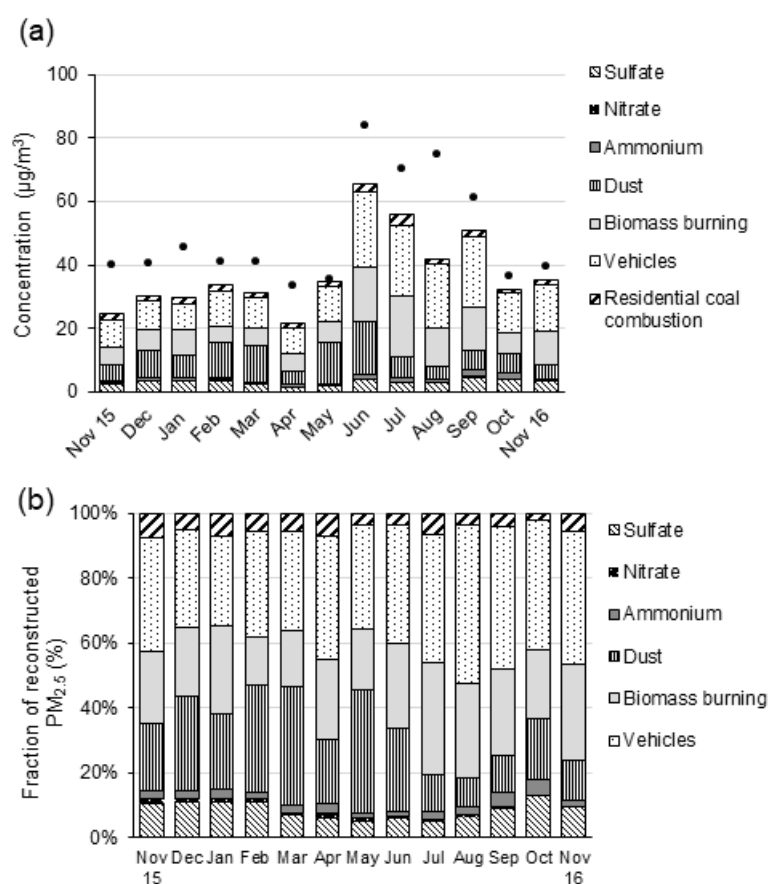 (a)
Concentration (µg/m³)
100
80
60
40
20
0
Nov 15
Dec
Jan
Feb
Mar
Apr
May
Jun
Jul
Aug
Sep
Oct
Nov 16
Sulfate
Nitrate
Ammonium
Dust
Biomass burning
Vehicles
Residential coal
combustion
(b)
Fraction of reconstructed
PM₂.₅ (%)
100%
80%
60%
40%
20%
0%
Nov Dec Jan Feb Mar Apr May Jun Jul Aug Sep Oct Nov
15 16
Sulfate
Nitrate
Ammonium
Dust
Biomass burning
Vehicles